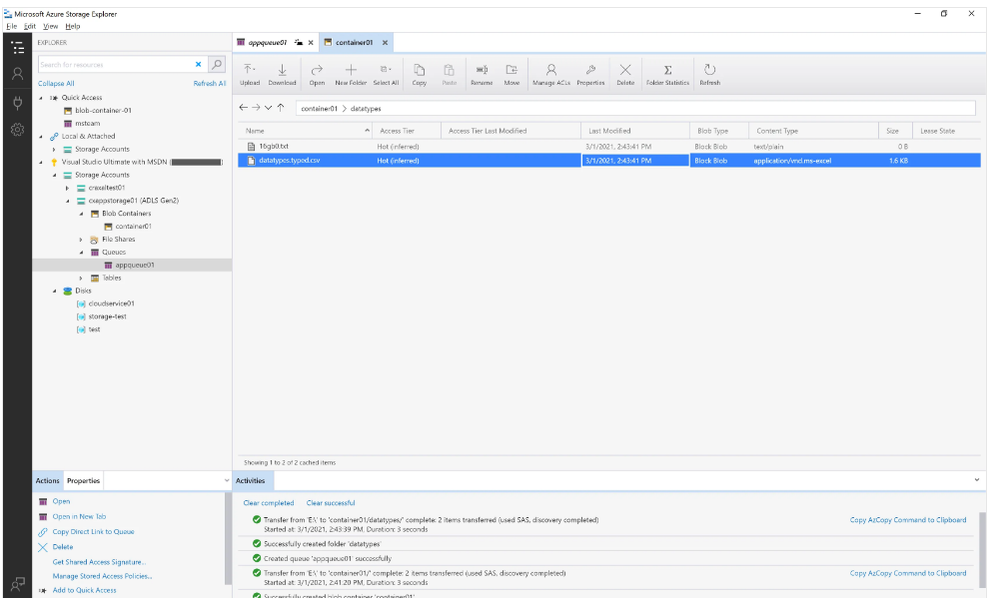 Microsoft Azure Storage Explorer
File Edit View Help
EXPLORER
Search for resources
Collapse All Refresh All
Quick Access
blob-container-01
msteam
Local & Attached
Storage Accounts
Visual Studio Ultimate with MSDN ( )
Storage Accounts
craxaltest01
cxappstorage01 (ADLS Gen2)
Blob Containers
container01
File Shares
Queues
appqueue01
Tables
Disks
cloudservice01
storage-test
test
Actions Properties
Open
Open in New Tab
Copy Direct Link to Queue
Delete
Get Shared Access Signature...
Manage Stored Access Policies...
Add to Quick Access
appqueue01 container01
Upload Download Open New Folder Select All Copy Paste Rename Move Manage ACLs Properties Delete Folder Statistics Refresh
container01 > datatypes
Name Access Tier Access Tier Last Modified Last Modified Blob Type Content Type Size Lease State
16gb0.txt Hot (inferred) 3/1/2021, 2:43:41 PM Block Blob text/plain 0 B
datatypes.typed.csv Hot (inferred) 3/1/2021, 2:43:41 PM Block Blob application/vnd.ms-excel 1.6 KB
Showing 1 to 2 of 2 cached items
Activities
Clear completed Clear successful
Transfer from 'E:\' to 'container01/datatypes/' complete: 2 items transferred (used SAS, discovery completed) Copy AzCopy Command to Clipboard
Started at: 3/1/2021, 2:43:39 PM, Duration: 3 seconds
Successfully created folder 'datatypes'
Created queue 'appqueue01' successfully
Transfer from 'E:\' to 'container01/' complete: 2 items transferred (used SAS, discovery completed) Copy AzCopy Command to Clipboard
Started at: 3/1/2021, 2:41:20 PM, Duration: 3 seconds
Successfully created blob container 'container01'